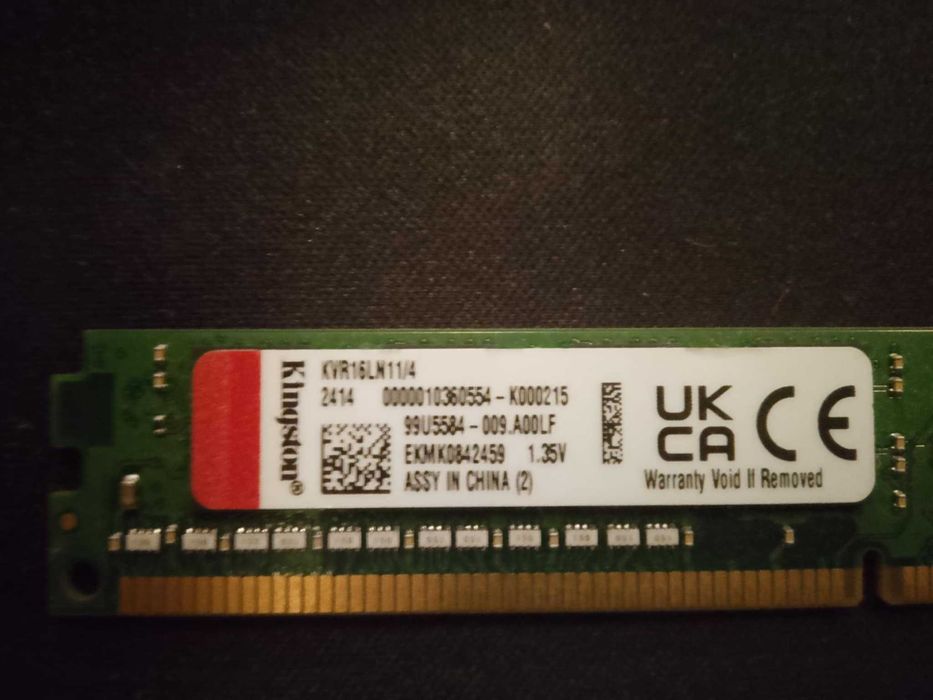 Kingston®
KVR16LN11/4
2414 0000010360554-K000215
99U5584-009.A00LF
EKMK0842459 1.35V
ASSY IN CHINA (2)
UK
CA
CE
Warranty Void If Removed